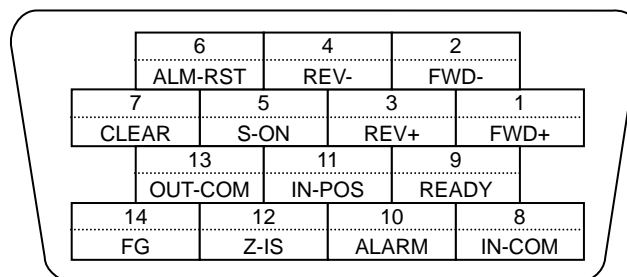 6 4 2
ALM-RST REV- FWD-
7 5 3 1
CLEAR S-ON REV+ FWD+
13 11 9
OUT-COM IN-POS READY
14 12 10 8
FG Z-IS ALARM IN-COM